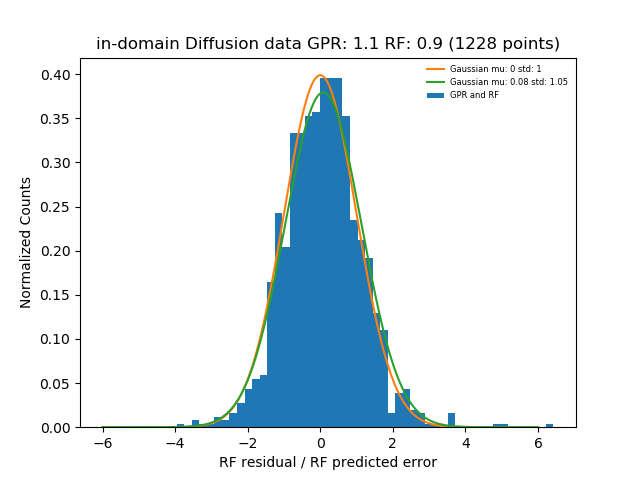 in-domain Diffusion data GPR: 1.1 RF: 0.9 (1228 points)
Gaussian mu: 0 std: 1
Gaussian mu: 0.08 std: 1.05
GPR and RF
Normalized Counts
0.40
0.35
0.30
0.25
0.20
0.15
0.10
0.05
0.00
−6 −4 −2 0 2 4 6
RF residual / RF predicted error